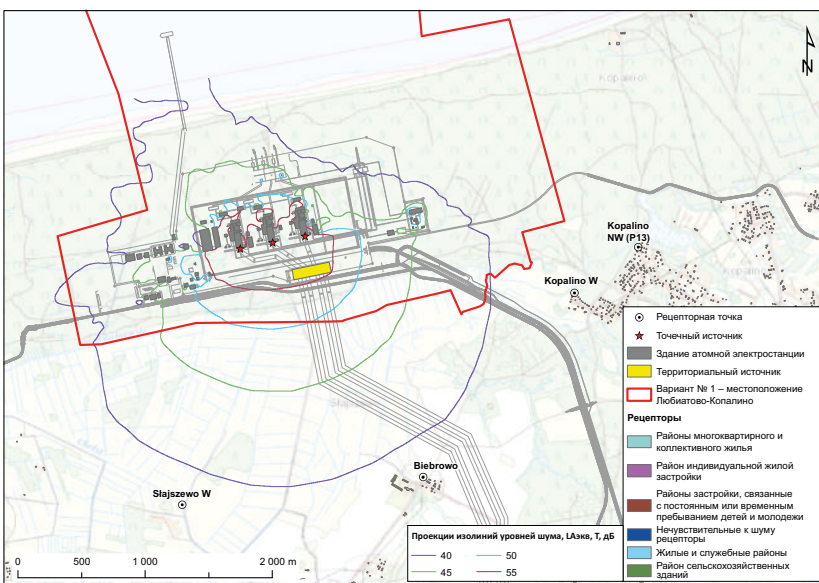 N
Kopalino
NW (P13)
Kopalino W
Biebrowo
Słajszewo W
0 500 1 000 2 000 m
Рецепторная точка
Точечный источник
Здание атомной электростанции
Территориальный источник
Вариант № 1 – местоположение
Любиатово-Копалино
Рецепторы
Районы многоквартирного и
коллективного жилья
Район индивидуальной жилой
застройки
Районы застройки, связанные
с постоянным или временным
пребыванием детей и молодежи
Нечувствительные к шуму
рецепторы
Жилые и служебные районы
Район сельскохозяйственных
зданий
Проекции изолиний уровней шума, LАэкв, T, дБ
40 50
45 55